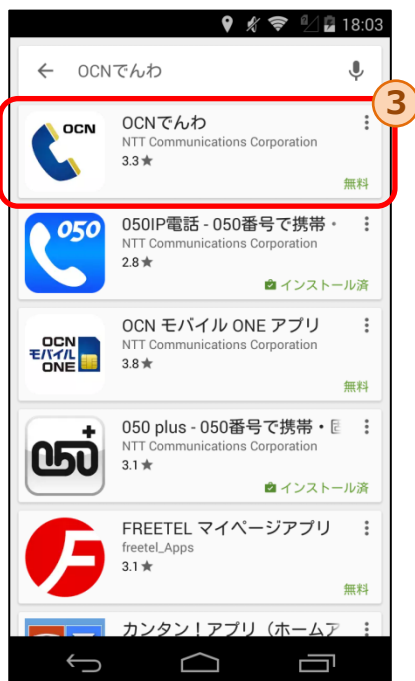 18:03
OCNでんわ
3
OCN
OCNでんわ
NTT Communications Corporation
3.3★
無料
050
050IP電話 - 050番号で携帯・
NTT Communications Corporation
2.8★
インストール済
OCN
モバイル
ONE
OCN モバイル ONE アプリ
NTT Communications Corporation
3.8★
無料
050+
050 plus - 050番号で携帯・
NTT Communications Corporation
3.1★
インストール済
FREETEL マイページアプリ
freetel_Apps
3.1★
無料
カンタン！アプリ（ホームア